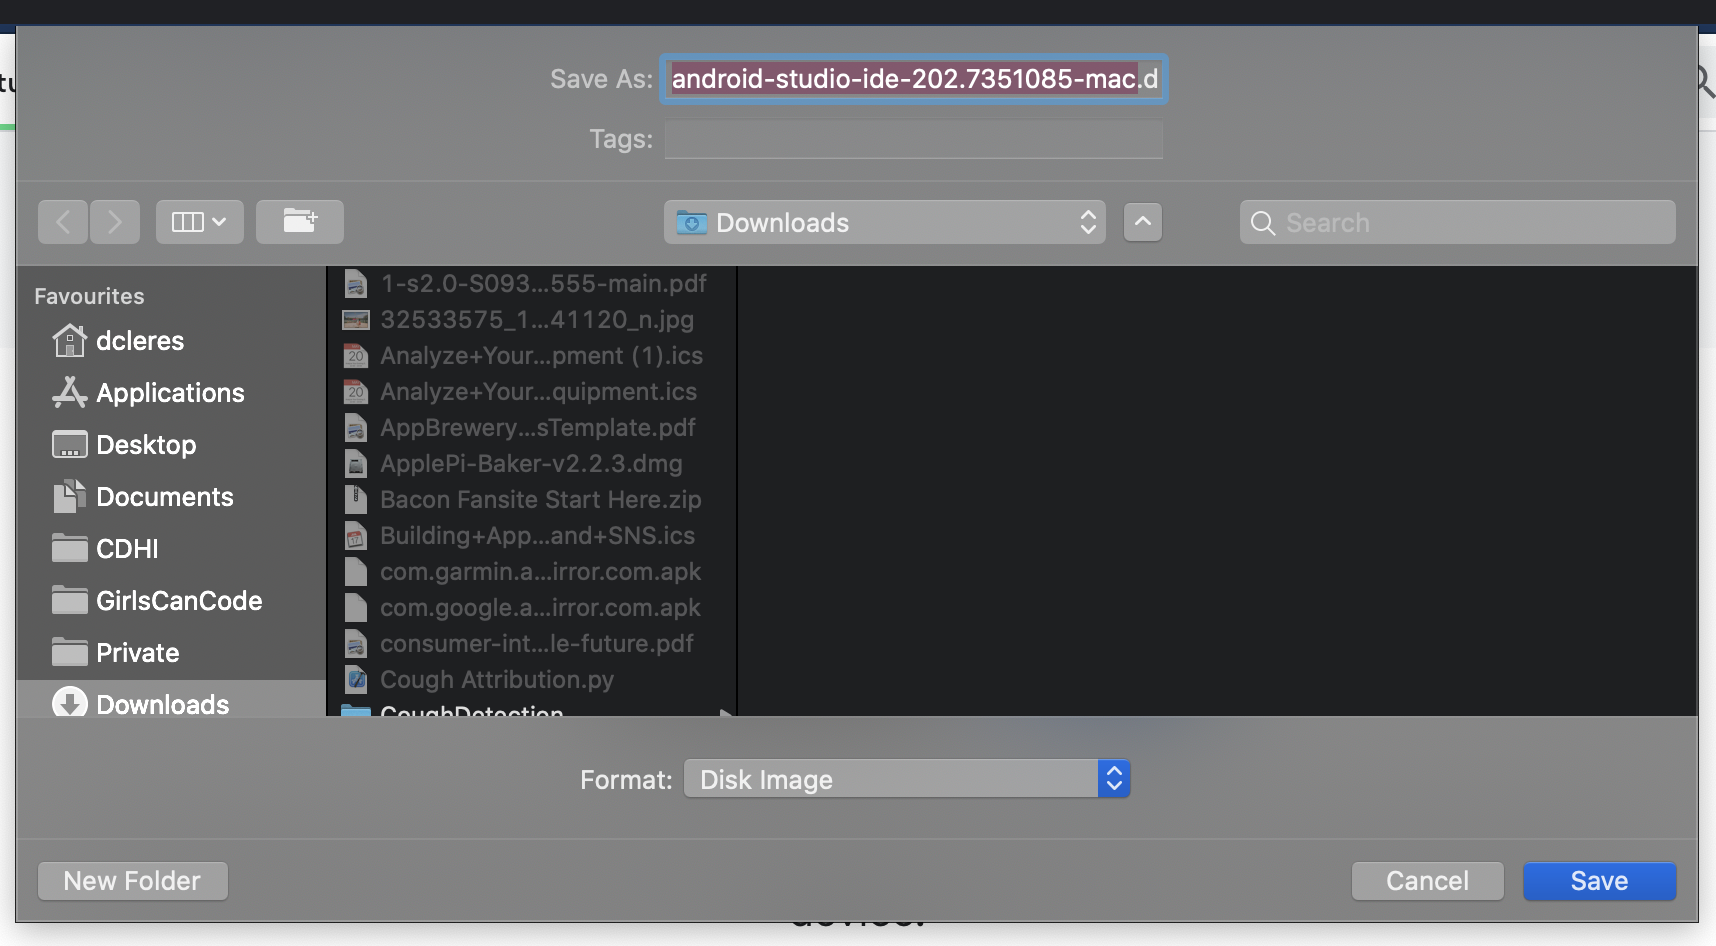 Save As: android-studio-ide-202.7351085-mac.d
Tags:
Downloads
Search
Favourites
dcleres
Applications
Desktop
Documents
CDHI
GirlsCanCode
Private
Downloads
1-s2.0-S093...555-main.pdf
32533575_1...41120_n.jpg
Analyze+Your...pment (1).ics
Analyze+Your...quipment.ics
AppBrewery...sTemplate.pdf
ApplePi-Baker-v2.2.3.dmg
Bacon Fansite Start Here.zip
Building+App...and+SNS.ics
com.garmin.a...irror.com.apk
com.google.a...irror.com.apk
consumer-int...le-future.pdf
Cough Attribution.py
CoughDetection
Format: Disk Image
New Folder
Cancel
Save
device.